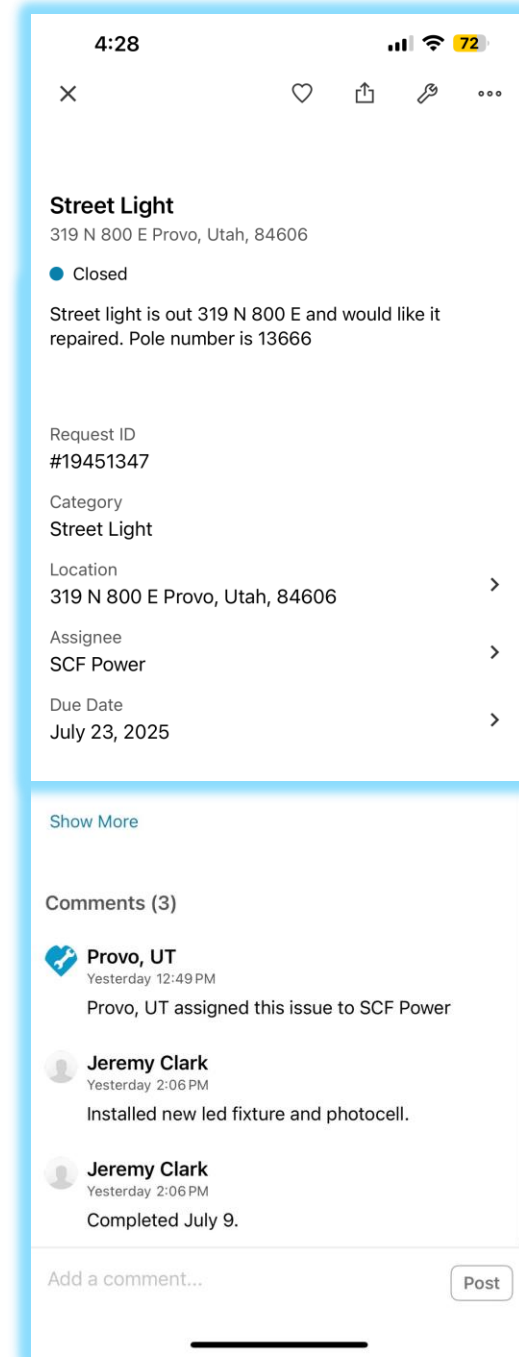 4:28
72
Street Light
319 N 800 E Provo, Utah, 84606
Closed
Street light is out 319 N 800 E and would like it
repaired. Pole number is 13666
Request ID
#19451347
Category
Street Light
Location
319 N 800 E Provo, Utah, 84606
Assignee
SCF Power
Due Date
July 23, 2025
Show More
Comments (3)
Provo, UT
Yesterday 12:49 PM
Provo, UT assigned this issue to SCF Power
Jeremy Clark
Yesterday 2:06 PM
Installed new led fixture and photocell.
Jeremy Clark
Yesterday 2:06 PM
Completed July 9.
Add a comment...
Post